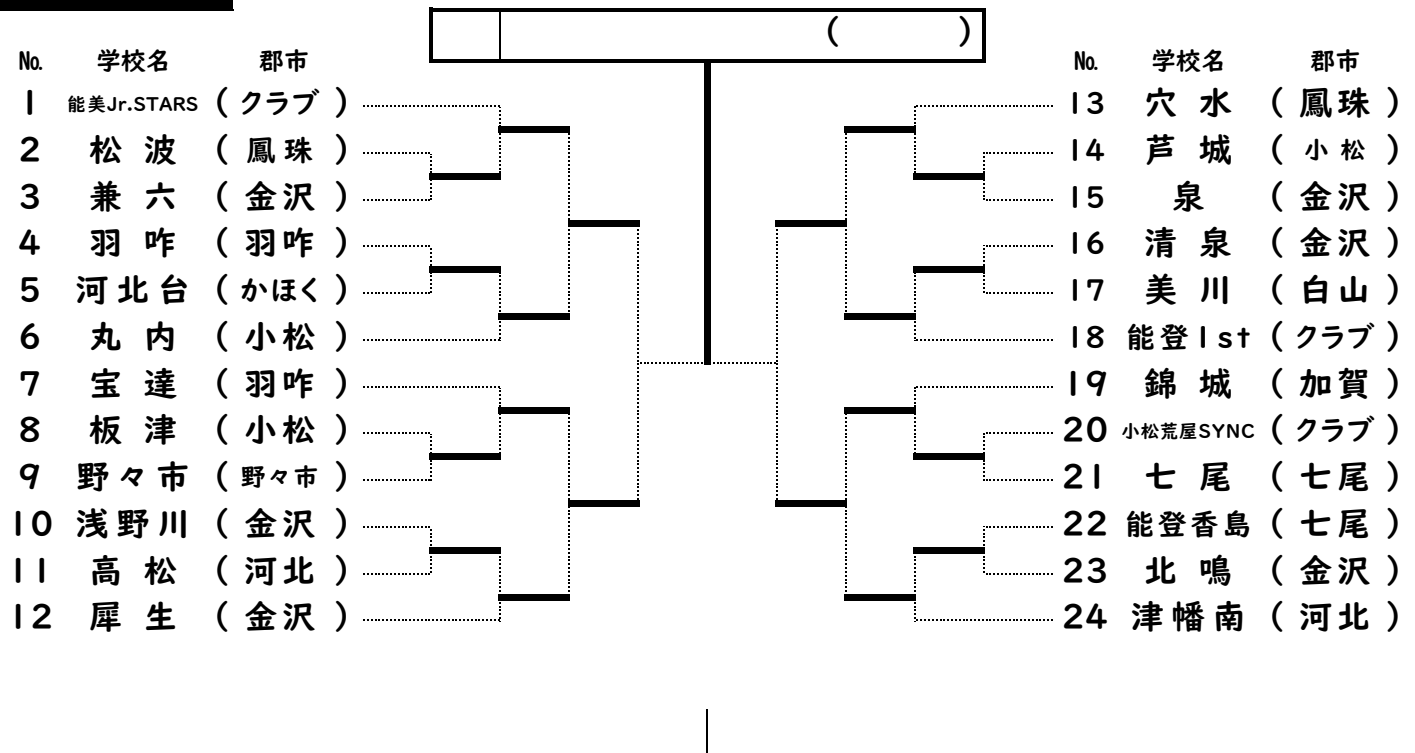 ( )
No. 学校名 郡市
1 能美Jr.STARS ( クラブ )
2 松波 ( 鳳珠 )
3 兼六 ( 金沢 )
4 羽咋 ( 羽咋 )
5 河北台 ( かほく )
6 丸内 ( 小松 )
7 宝達 ( 羽咋 )
8 板津 ( 小松 )
9 野々市 ( 野々市 )
10 浅野川 ( 金沢 )
11 高松 ( 河北 )
12 犀生 ( 金沢 )
No. 学校名 郡市
13 穴水 ( 鳳珠 )
14 芦城 ( 小松 )
15 泉 ( 金沢 )
16 清泉 ( 金沢 )
17 美川 ( 白山 )
18 能登1st ( クラブ )
19 錦城 ( 加賀 )
20 小松荒屋SYNC ( クラブ )
21 七尾 ( 七尾 )
22 能登香島 ( 七尾 )
23 北鳴 ( 金沢 )
24 津幡南 ( 河北 )